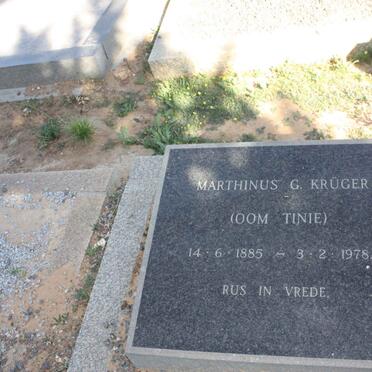 MARTHINUS G. KRÜGER
(OOM TINIE)
14·6·1885 – 3·2·1978.
RUS IN VREDE.